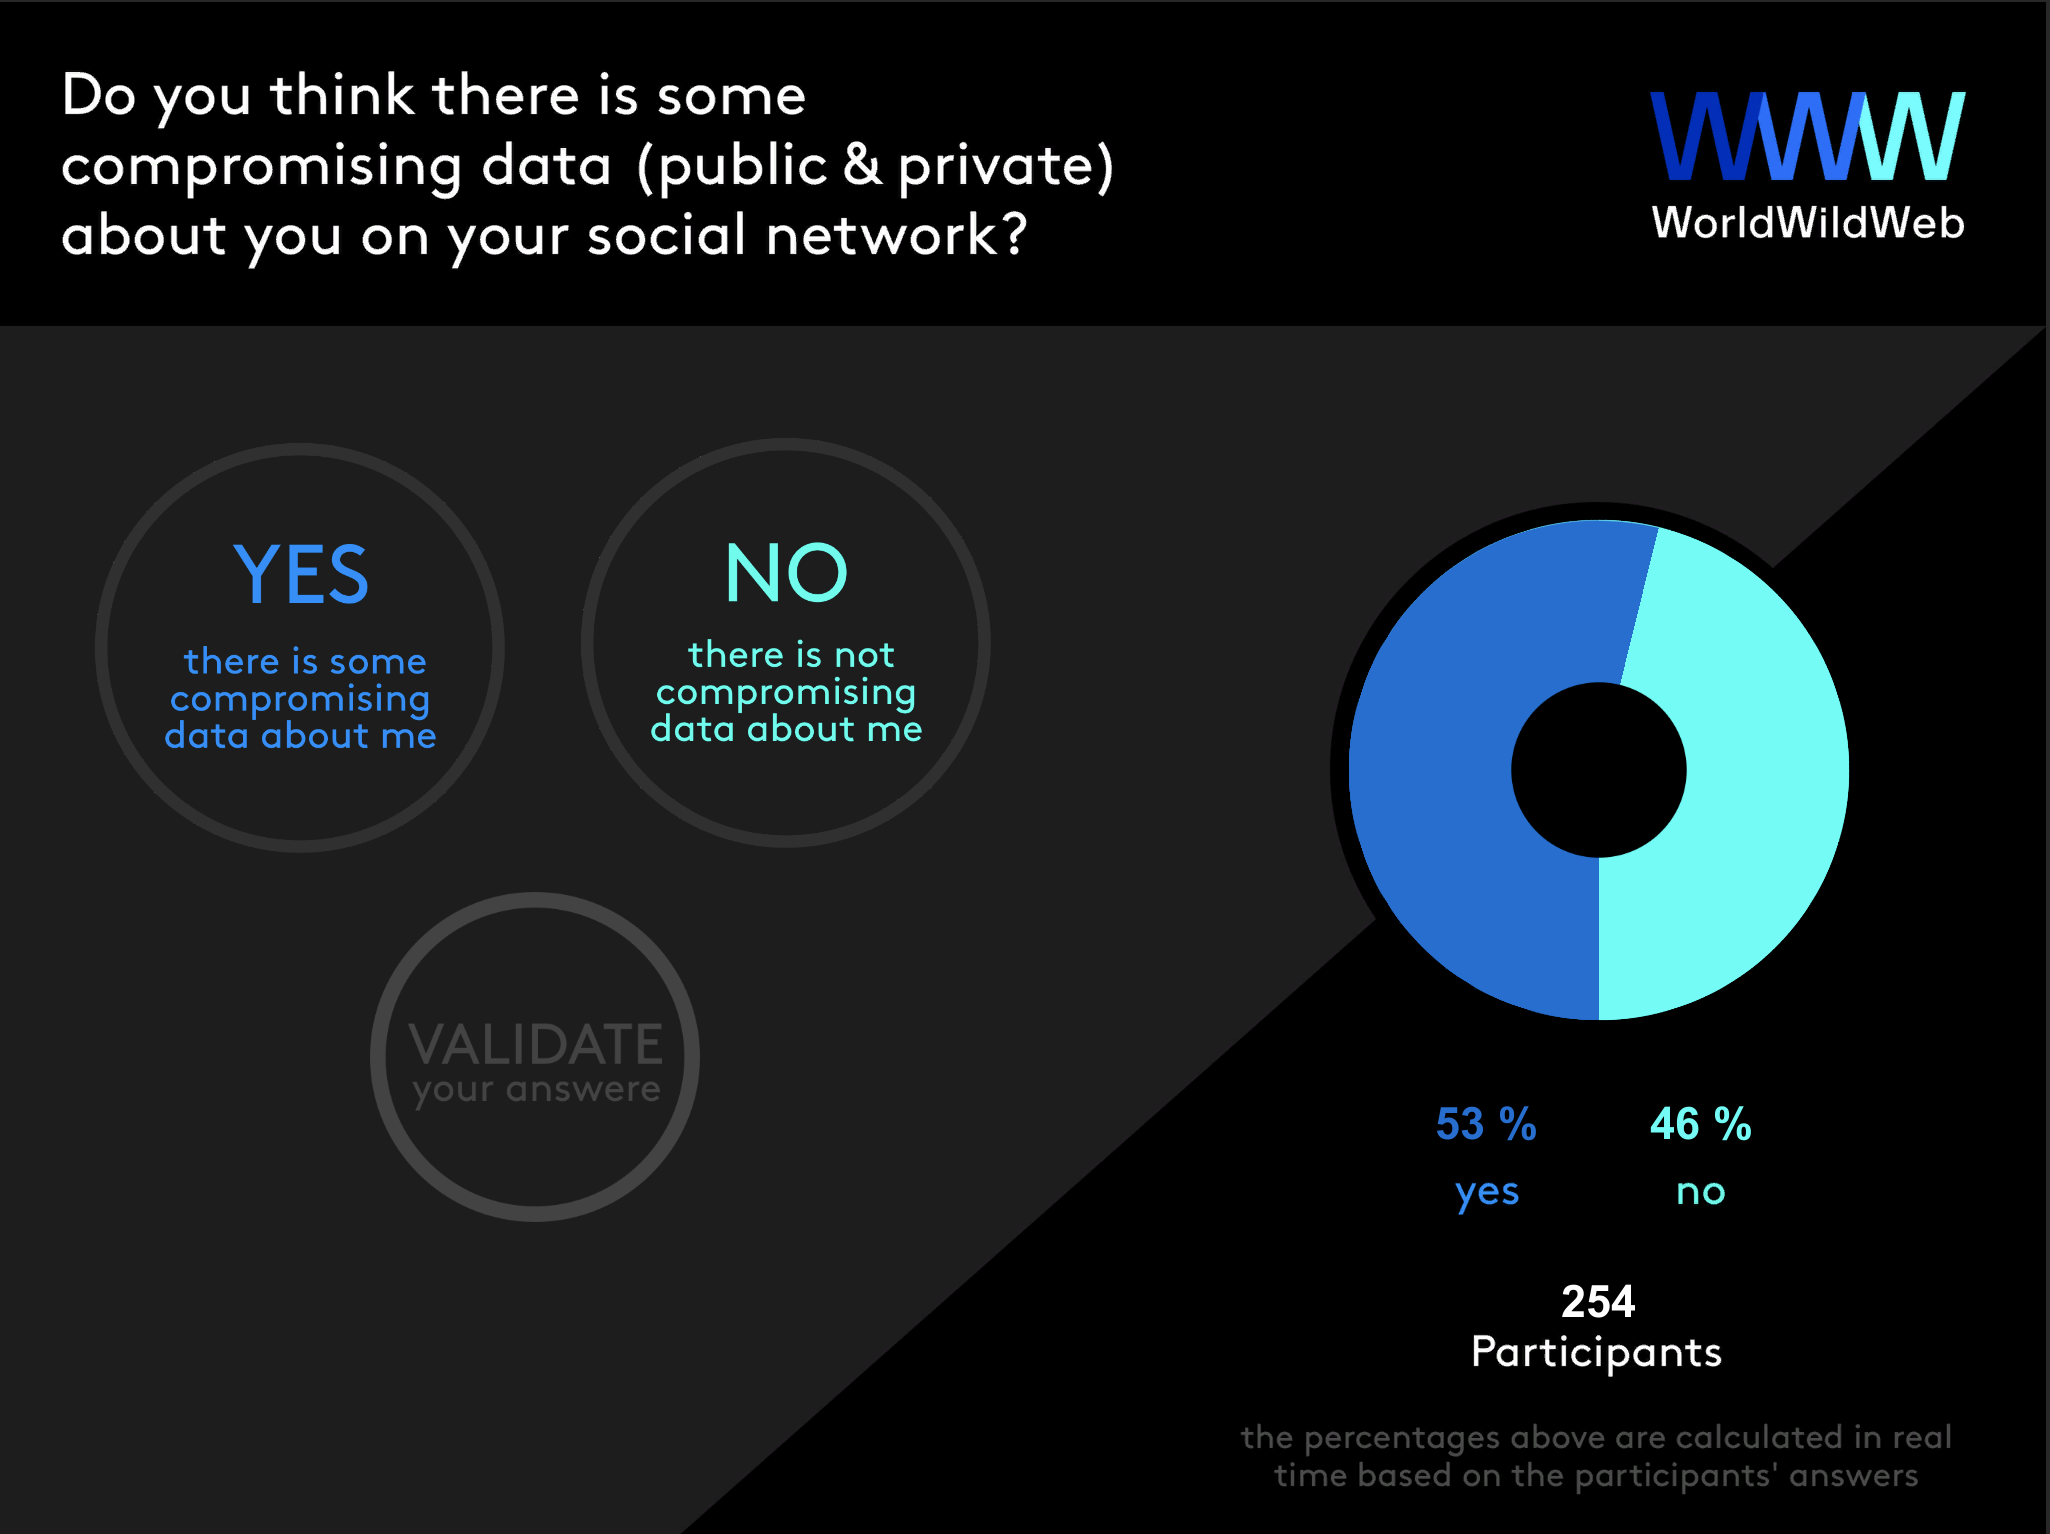 Do you think there is some
compromising data (public & private)
about you on your social network?
WWW
WorldWildWeb
YES
there is some
compromising
data about me
NO
there is not
compromising
data about me
VALIDATE
your answere
53 %
46 %
yes
no
254
Participants
the percentages above are calculated in real
time based on the participants' answers